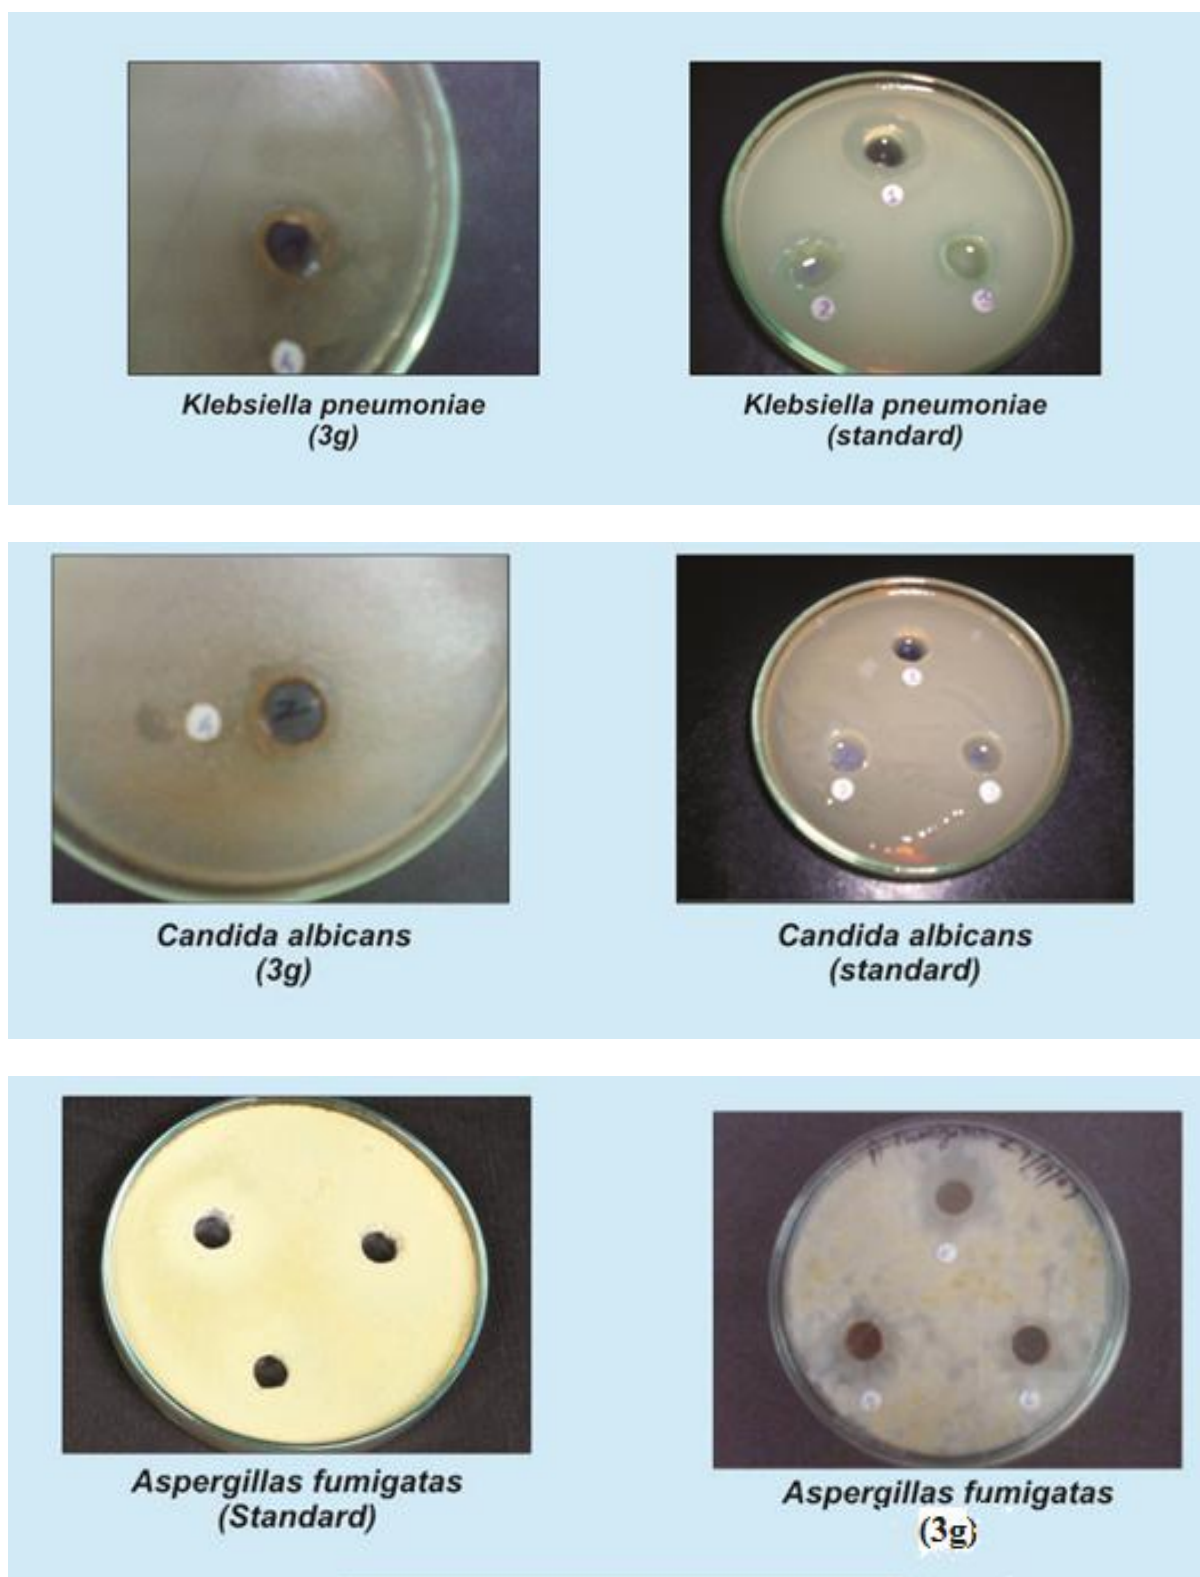 Klebsiella pneumoniae
(3g)
Klebsiella pneumoniae
(standard)
Candida albicans
(3g)
Candida albicans
(standard)
Aspergillas fumigatas
(Standard)
Aspergillas fumigatas
(3g)